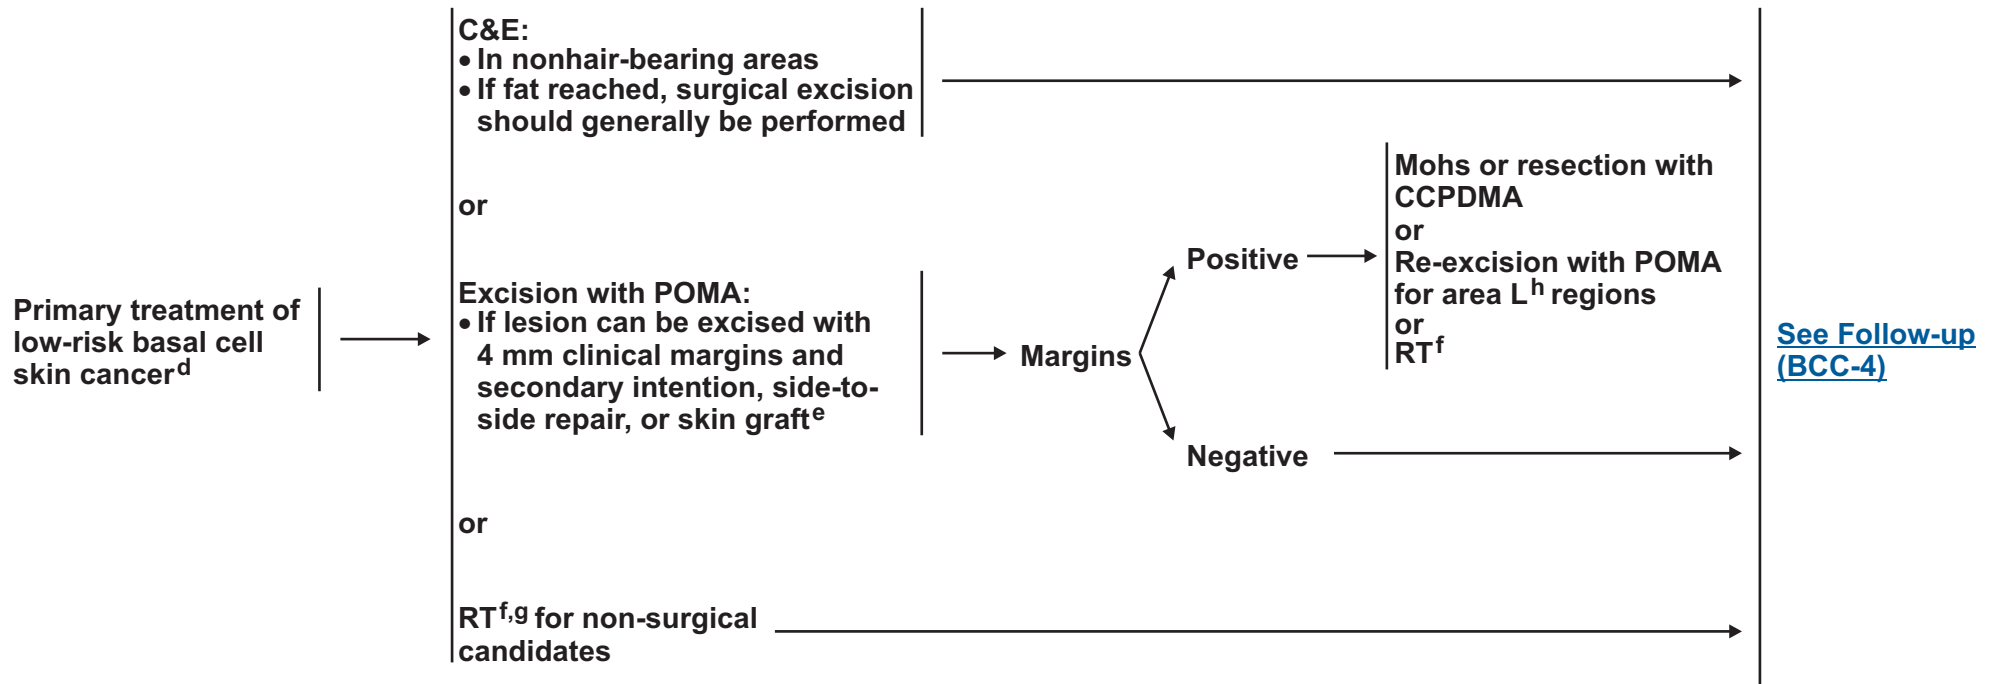 Primary treatment of
low-risk basal cell
skin cancerᵈ
C&E:
• In nonhair-bearing areas
• If fat reached, surgical excision
should generally be performed
or
Excision with POMA:
• If lesion can be excised with
4 mm clinical margins and
secondary intention, side-to-
side repair, or skin graftᵉ
or
RTᶠ,ᵍ for non-surgical
candidates
Margins
Positive
Negative
Mohs or resection with
CCPDMA
or
Re-excision with POMA
for area Lʰ regions
or
RTᶠ
See Follow-up
(BCC-4)